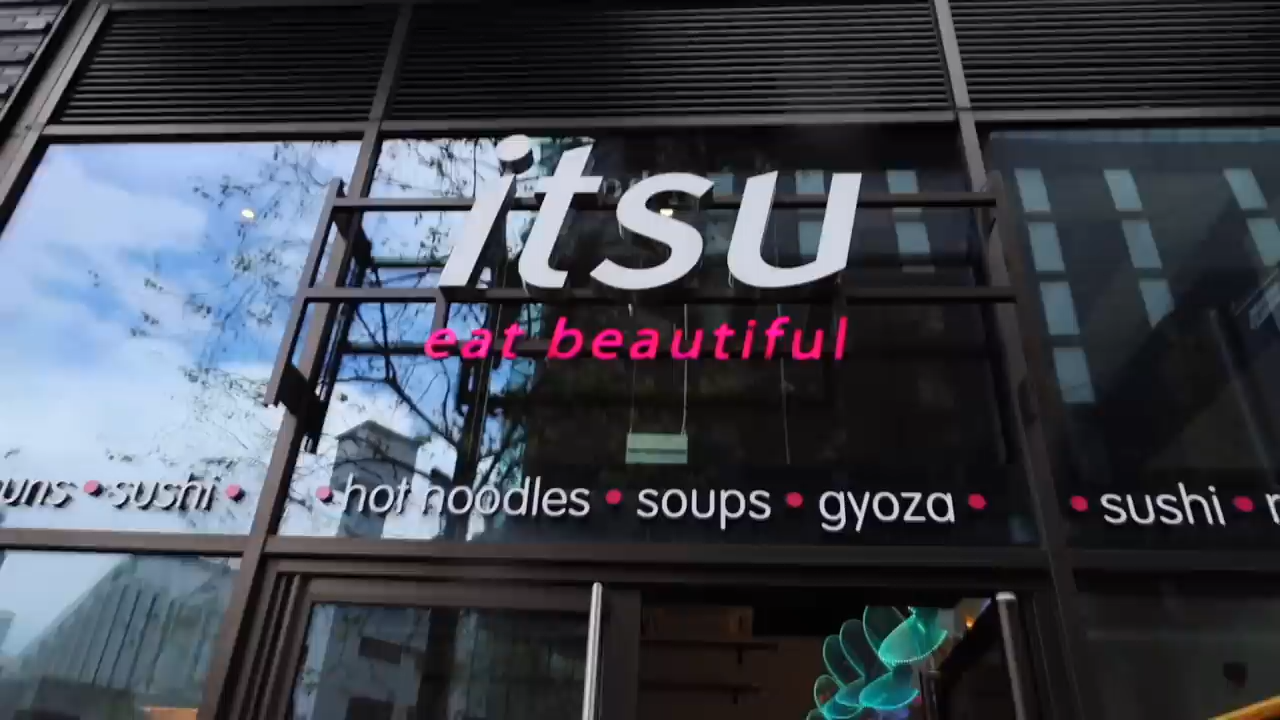 itsu
eat beautiful
sushi • • hot noodles • soups • gyoza • • sushi •